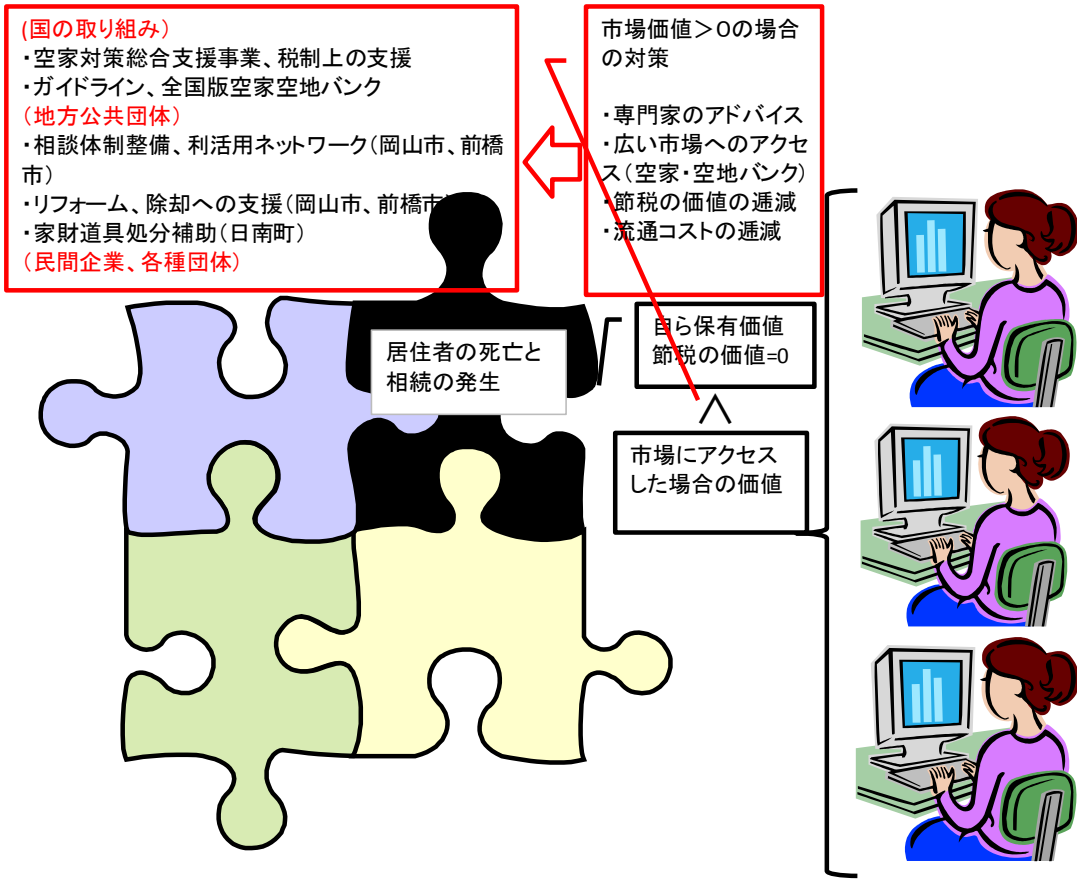 (国の取り組み)
・空家対策総合支援事業、税制上の支援
・ガイドライン、全国版空家空地バンク
(地方公共団体)
・相談体制整備、利活用ネットワーク(岡山市、前橋
市)
・リフォーム、除却への支援(岡山市、前橋市
・家財道具処分補助(日南町)
(民間企業、各種団体)
市場価値>0の場合
の対策
・専門家のアドバイス
・広い市場へのアクセ
ス(空家・空地バンク)
・節税の価値の逓減
・流通コストの逓減
居住者の死亡と
相続の発生
自ら保有価値
節税の価値=0
市場にアクセス
した場合の価値